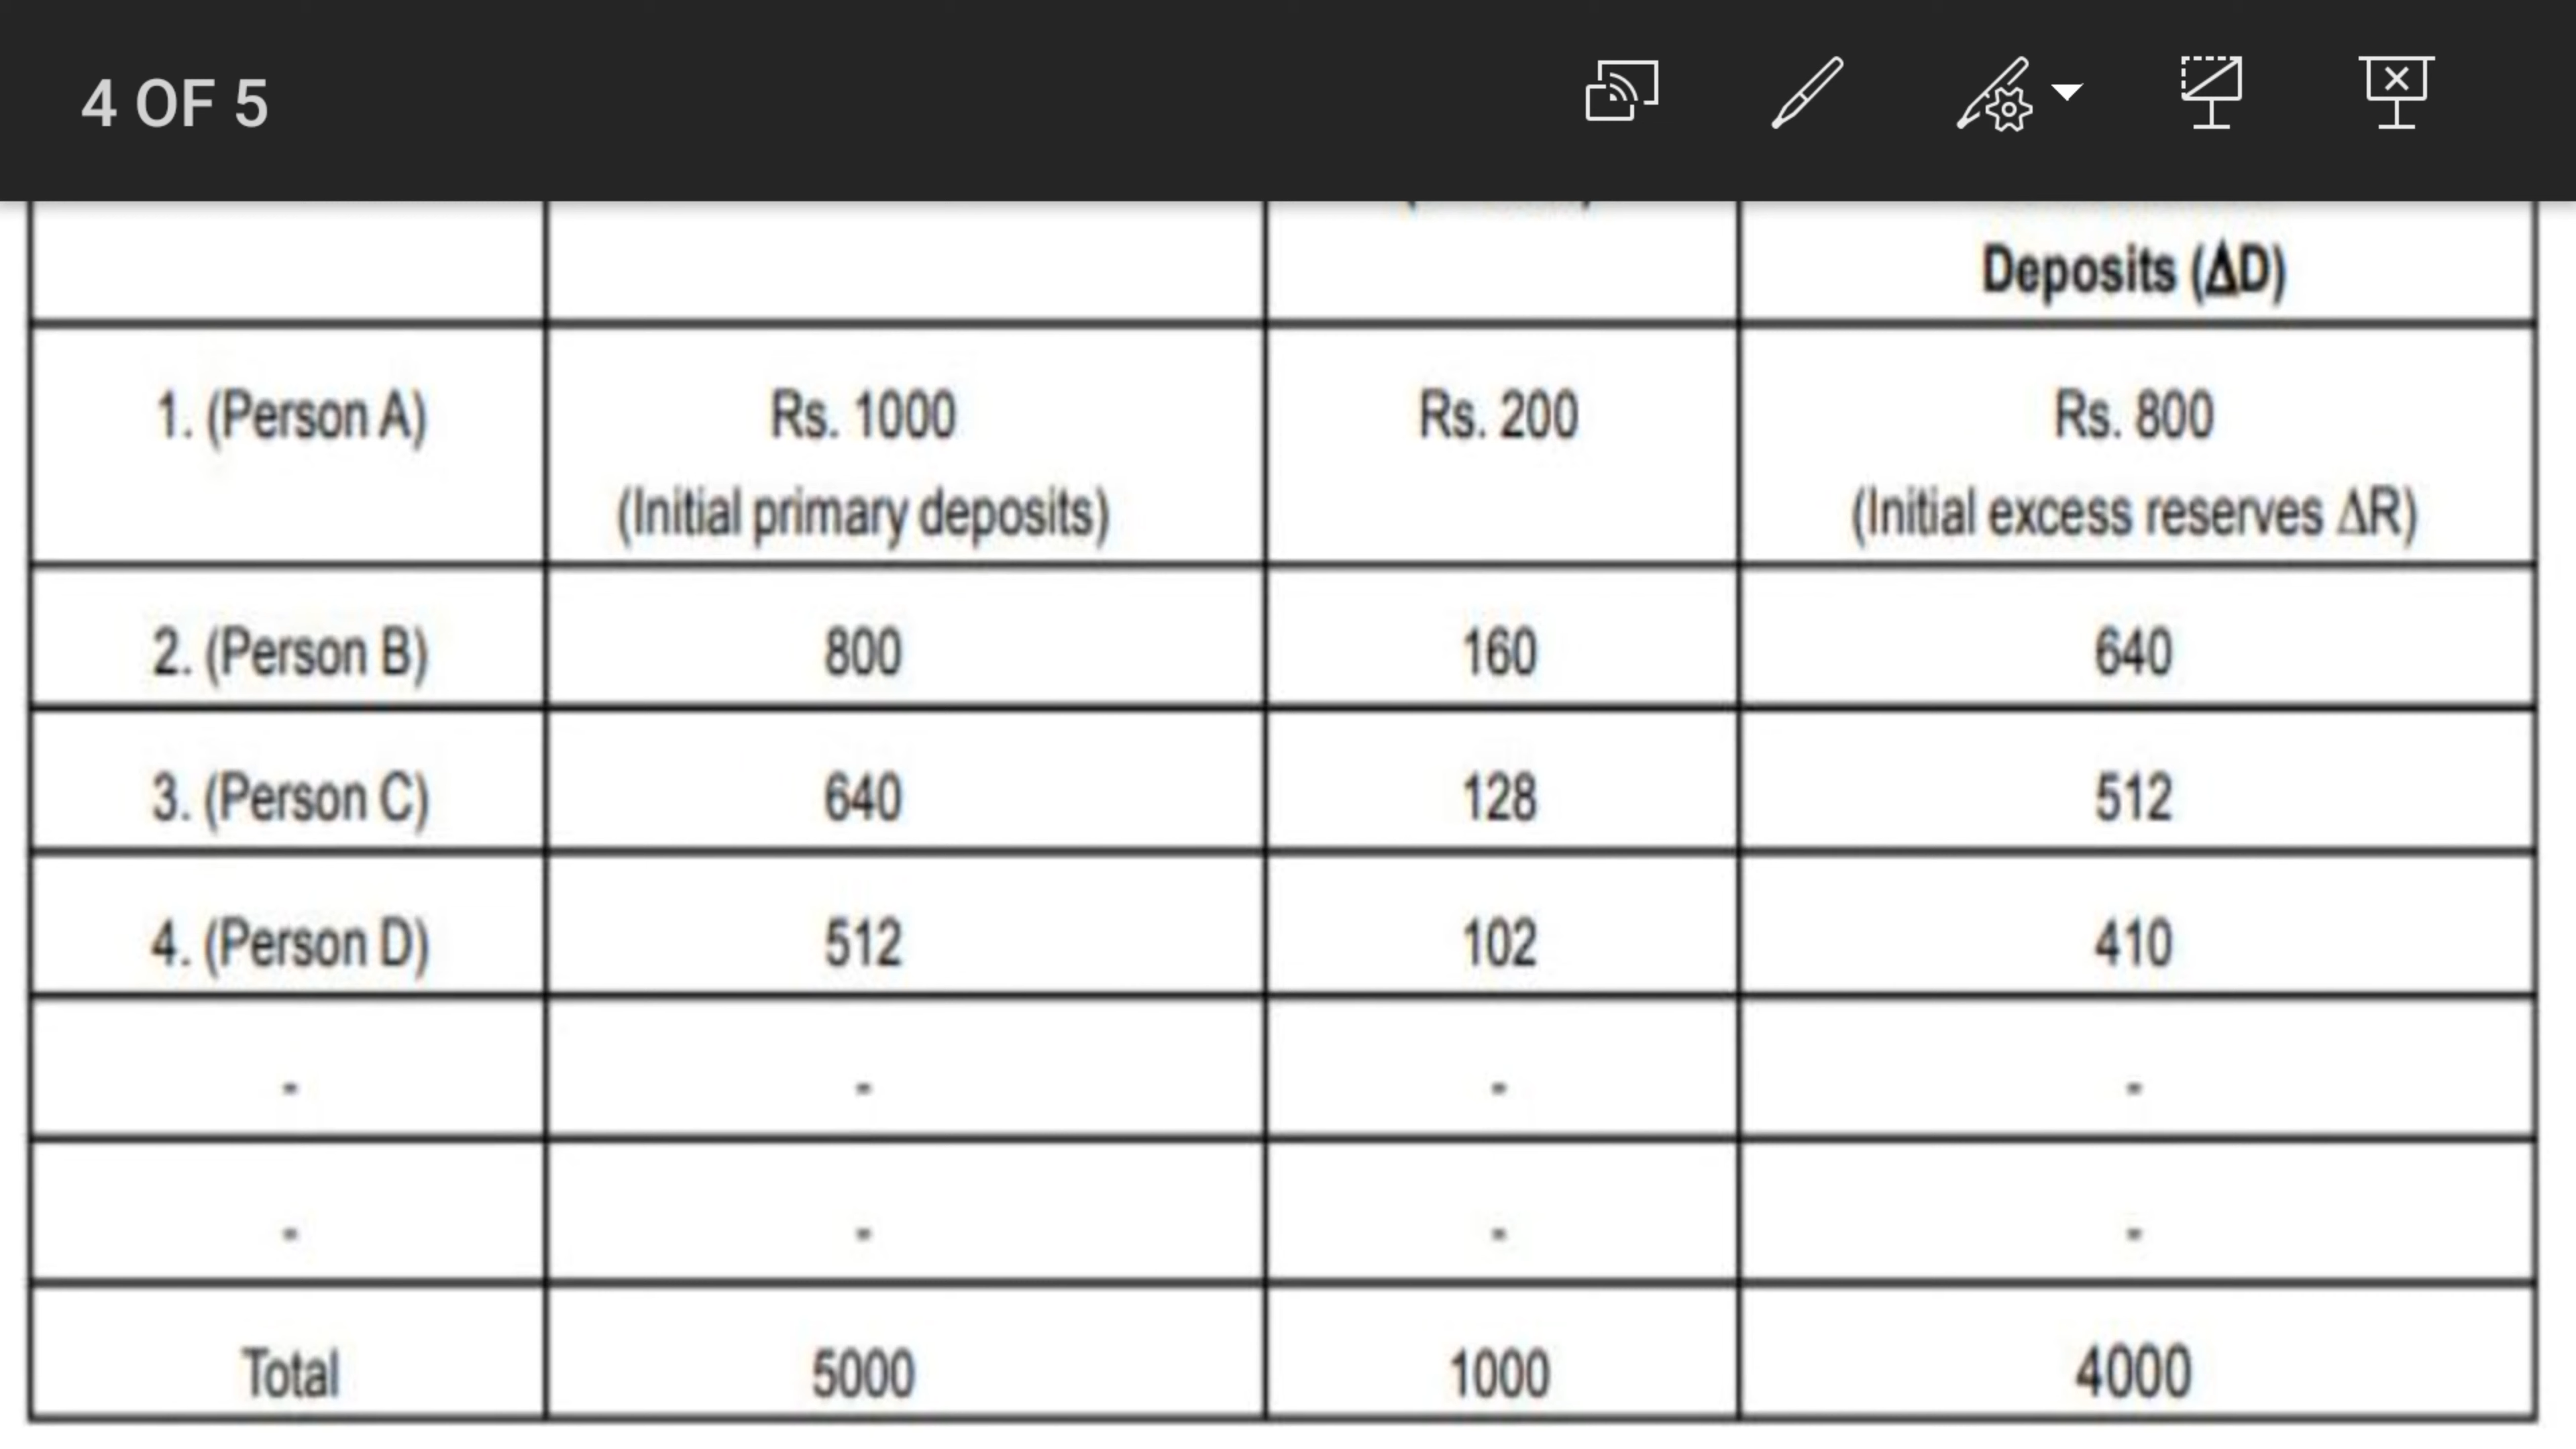 4 OF 5
Deposits (ΔD)
1. (Person A) Rs. 1000 Rs. 200 Rs. 800
(Initial primary deposits) (Initial excess reserves ΔR)
2. (Person B) 800 160 640
3. (Person C) 640 128 512
4. (Person D) 512 102 410
- - - -
- - - -
Total 5000 1000 4000